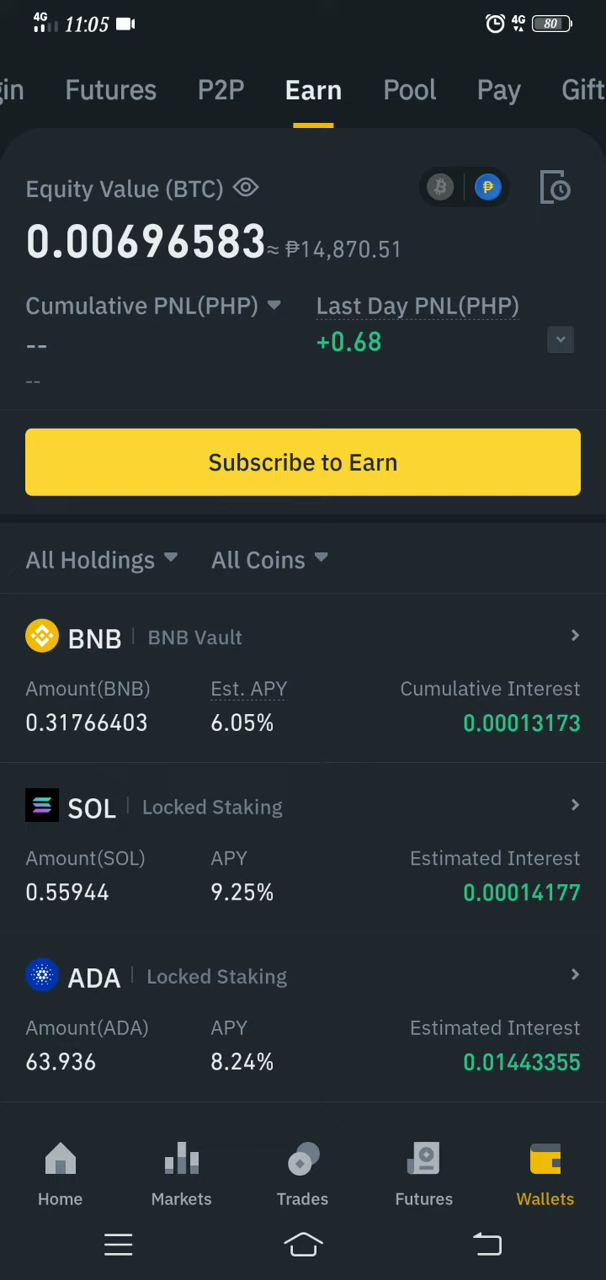 4G 11:05 4G 80
gin Futures P2P Earn Pool Pay Gift
Equity Value (BTC)
0.00696583 ≈ ₱14,870.51
Cumulative PNL(PHP) Last Day PNL(PHP)
-- +0.68
--
Subscribe to Earn
All Holdings All Coins
BNB BNB Vault
Amount(BNB) Est. APY Cumulative Interest
0.31766403 6.05% 0.00013173
SOL Locked Staking
Amount(SOL) APY Estimated Interest
0.55944 9.25% 0.00014177
ADA Locked Staking
Amount(ADA) APY Estimated Interest
63.936 8.24% 0.01443355
Home Markets Trades Futures Wallets